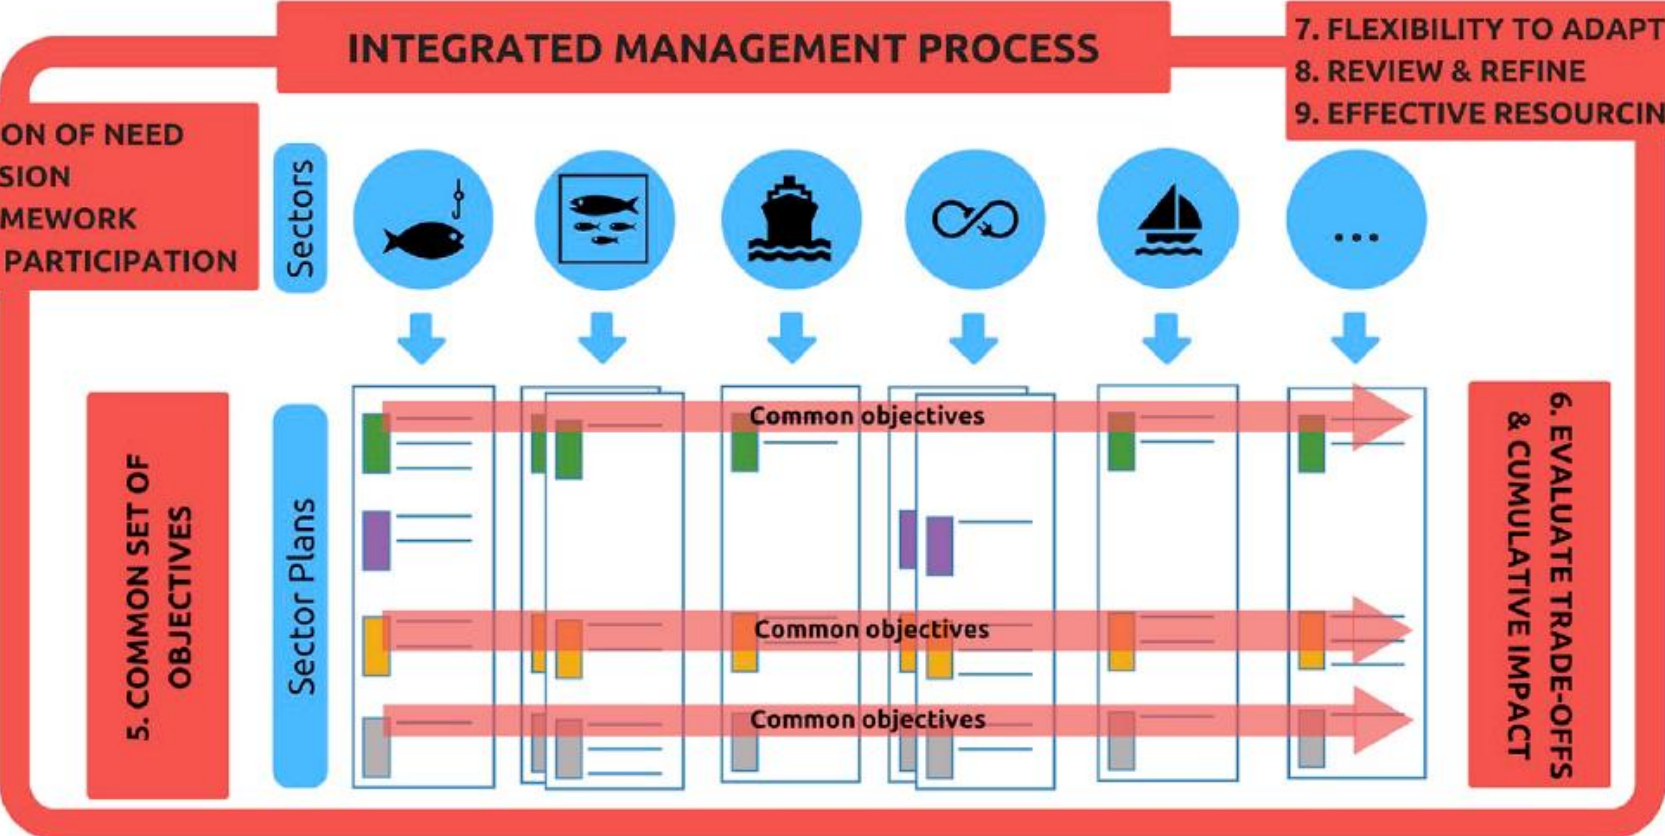 INTEGRATED MANAGEMENT PROCESS
7. FLEXIBILITY TO ADAPT
8. REVIEW & REFINE
9. EFFECTIVE RESOURCIN
ON OF NEED
SION
MEWORK
PARTICIPATION
Sectors
...
5. COMMON SET OF
OBJECTIVES
Sector Plans
Common objectives
Common objectives
Common objectives
6. EVALUATE TRADE-OFFS
& CUMULATIVE IMPACT